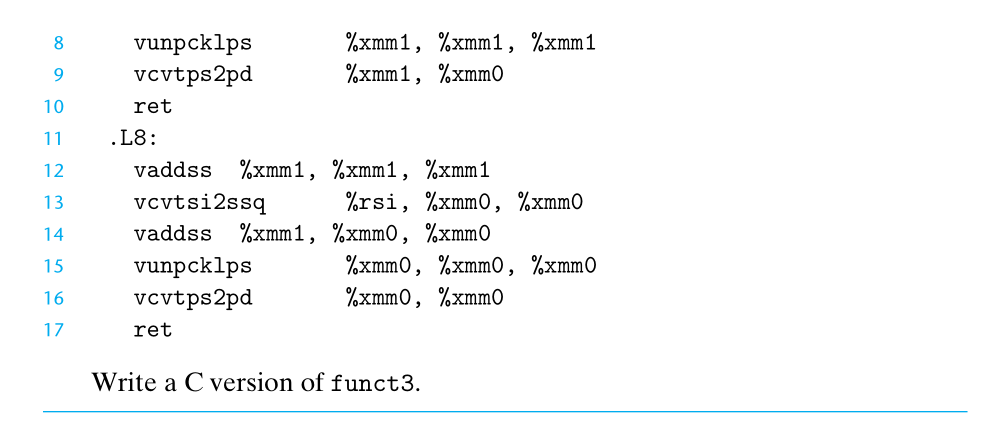 8 vunpcklps %xmm1, %xmm1, %xmm1
9 vcvtps2pd %xmm1, %xmm0
10 ret
11 .L8:
12 vaddss %xmm1, %xmm1, %xmm1
13 vcvtsi2ssq %rsi, %xmm0, %xmm0
14 vaddss %xmm1, %xmm0, %xmm0
15 vunpcklps %xmm0, %xmm0, %xmm0
16 vcvtps2pd %xmm0, %xmm0
17 ret
Write a C version of funct3.